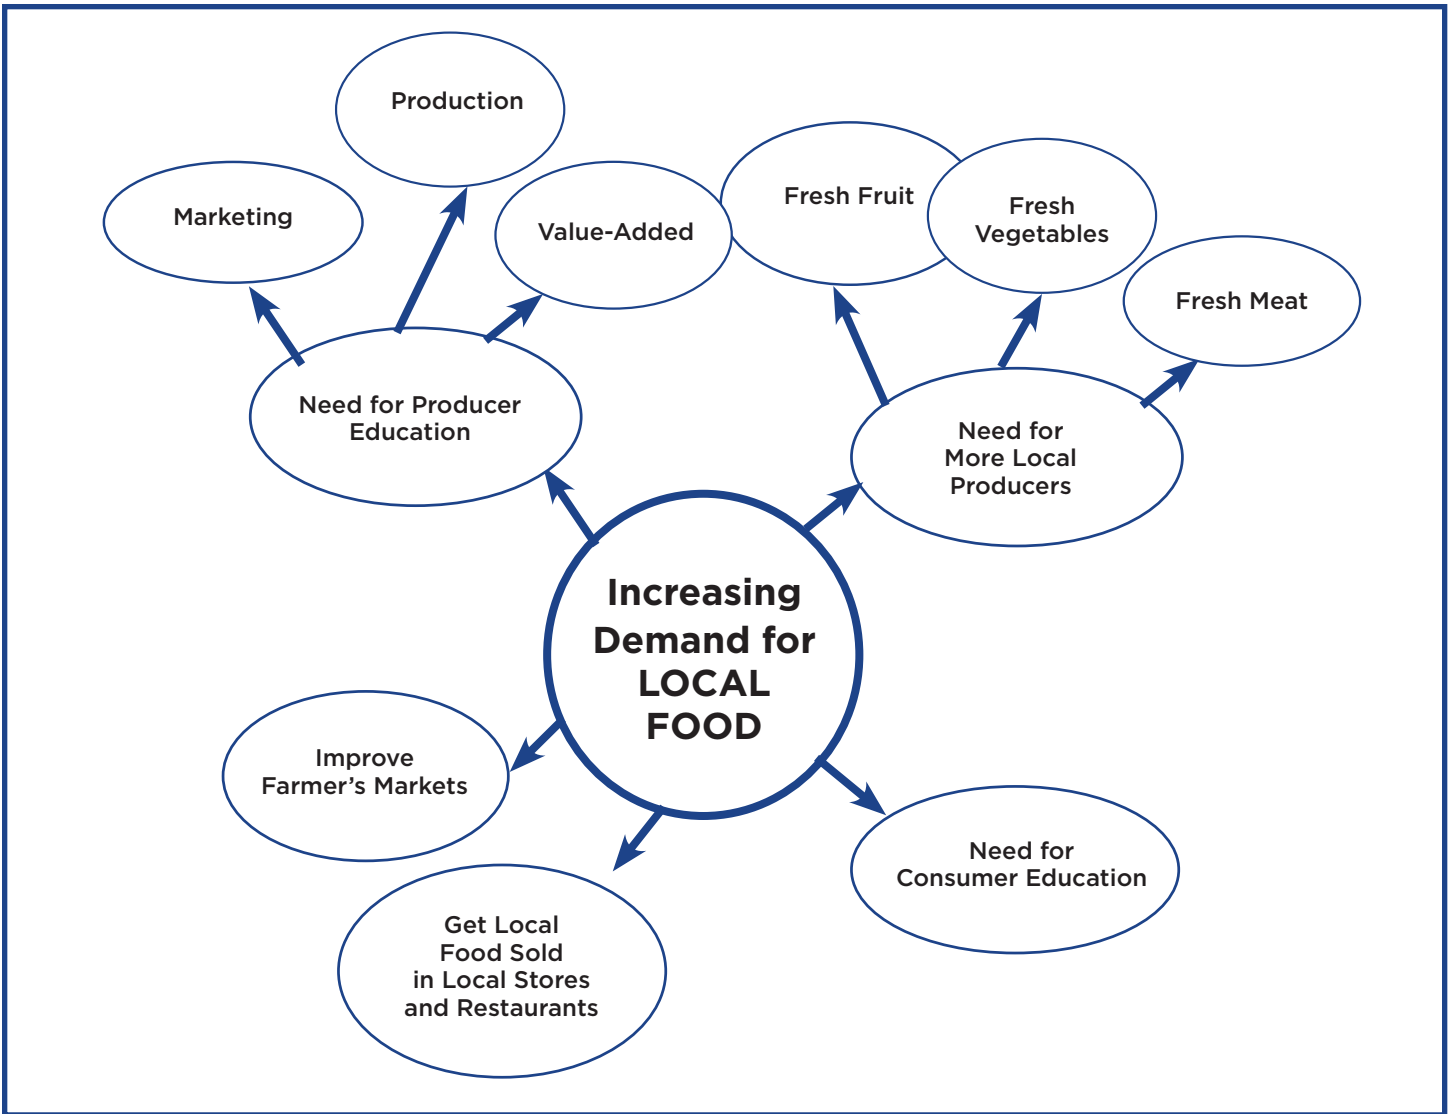 Production
Marketing
Value-Added
Fresh Fruit
Fresh
Vegetables
Fresh Meat
Need for Producer
Education
Need for
More Local
Producers
Increasing
Demand for
LOCAL
FOOD
Improve
Farmer’s Markets
Need for
Consumer Education
Get Local
Food Sold
in Local Stores
and Restaurants